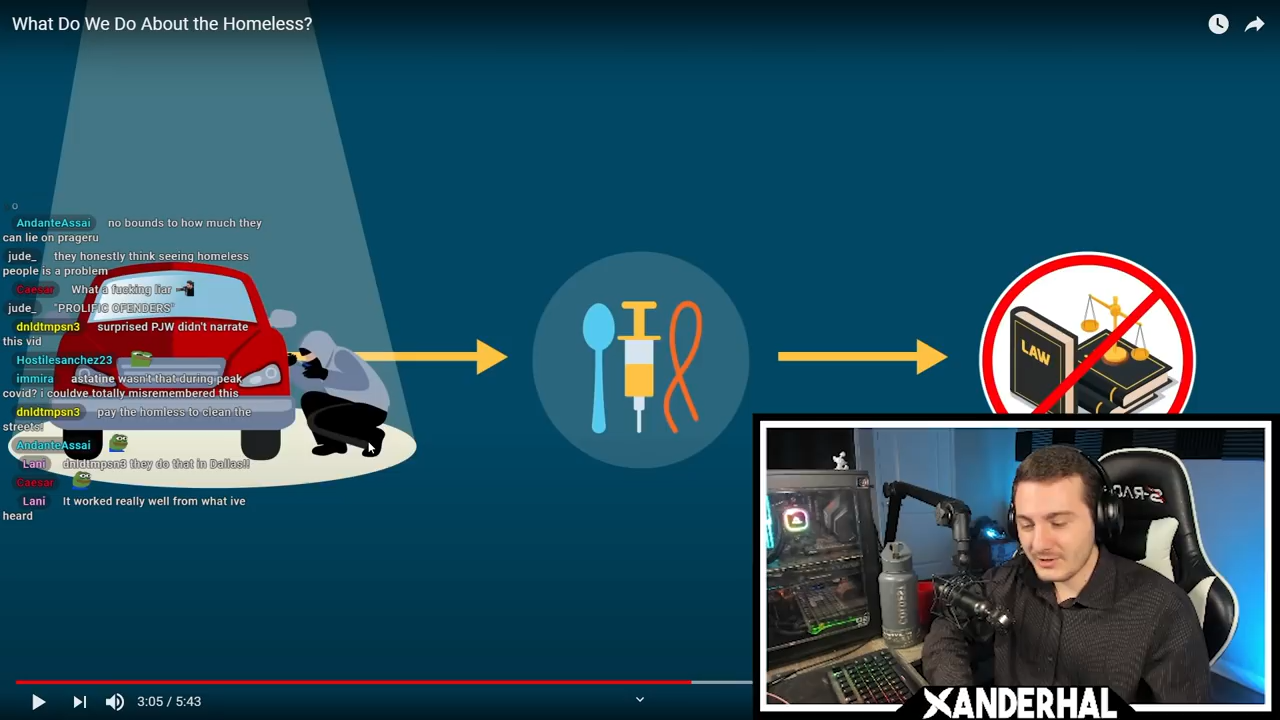 What Do We Do About the Homeless?
AndanteAssai no bounds to how much they
can lie on prageru
jude_ they honestly think seeing homeless
people is a problem
Caesar What a fucking liar
jude_ "PROLIFIC OFENDERS"
dnldtmpsn3 surprised PJW didn't narrate
this vid
Hostilesanchez23
immira astatine wasn't that during peak
covid? i couldve totally misremembered this
dnldtmpsn3 pay the homless to clean the
streets!
AndanteAssai
Lani dnldtmpsn3 they do that in Dallas!!
Caesar
Lani It worked really well from what ive
heard
LAW
3:05 / 5:43
XANDERHAL